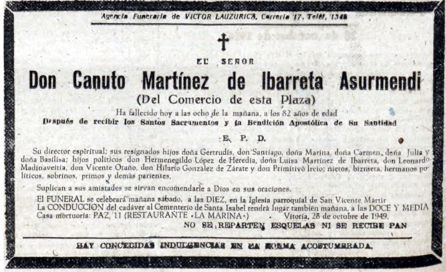 Agencia Funeraria de VICTOR LAUZURICA, Correría 17. Teléf. 1348
EL SEÑOR
Don Canuto Martínez de Ibarreta Asurmendi
(Del Comercio de esta Plaza)
Ha fallecido hoy a las ocho de la mañana, a los 82 años de edad
Después de recibir los Santos Sacramentos y la Bendición Apostólica de Su Santidad
E. P. D.
Su director espiritual; sus resignados hijos doña Gertrudis, don Santiago, doña Marina, doña Carmen, doña Julia y
doña Basilisa; hijos políticos don Hermenegildo López de Heredia, doña Luisa Martínez de Ibarreta, don Leonardo
Madinaveitia, don Vicente Ocaño, don Hilario González de Zárate y don Primitivo Ircio; nietos, bizniera, hermanos po-
líticos, sobrinos, primos y demás parientes.
Suplican a sus amistades se sirvan encomendarle a Dios en sus oraciones.
El FUNERAL se celebrará mañana sábado, a las DIEZ, en la Iglesia parroquial de San Vicente Martir
La CONDUCCION del cadáver al Cementerio de Santa Isabel tendrá lugar también mañana, a las DOCE Y MEDIA
Casa mortuoria: PAZ, 11 (RESTAURANTE «LA MARINA») Vitoria, 28 de octubre de 1949.
NO SE REPARTEN ESQUELAS NI SE RECIBE PAN
HAY CONCEDIDAS INDULGENCIAS EN LA FORMA ACOSTUMBRADA.